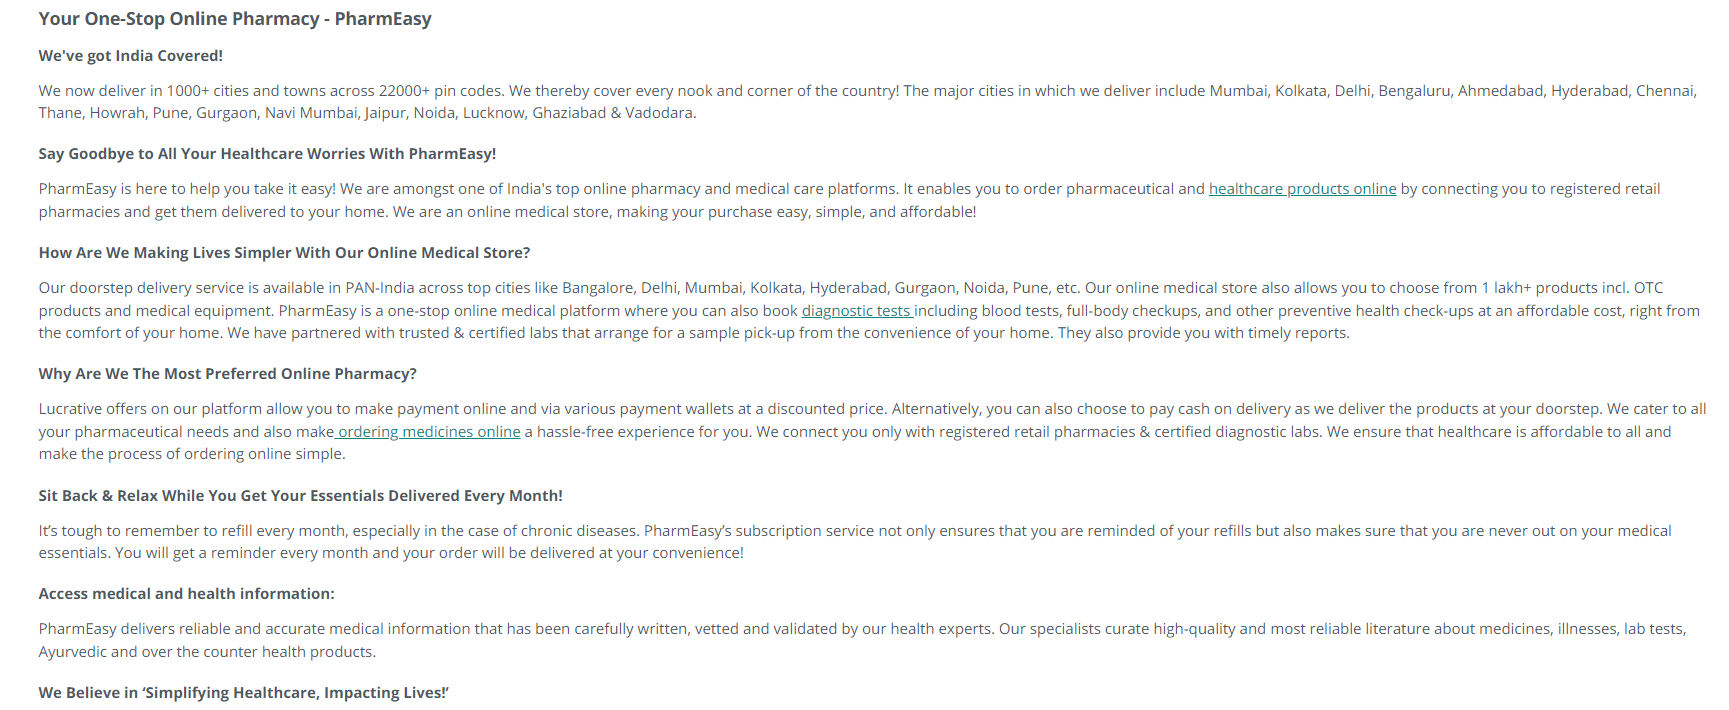 Your One-Stop Online Pharmacy - PharmEasy
We've got India Covered!
We now deliver in 1000+ cities and towns across 22000+ pin codes. We thereby cover every nook and corner of the country! The major cities in which we deliver include Mumbai, Kolkata, Delhi, Bengaluru, Ahmedabad, Hyderabad, Chennai,
Thane, Howrah, Pune, Gurgaon, Navi Mumbai, Jaipur, Noida, Lucknow, Ghaziabad & Vadodara.
Say Goodbye to All Your Healthcare Worries With PharmEasy!
PharmEasy is here to help you take it easy! We are amongst one of India's top online pharmacy and medical care platforms. It enables you to order pharmaceutical and healthcare products online by connecting you to registered retail
pharmacies and get them delivered to your home. We are an online medical store, making your purchase easy, simple, and affordable!
How Are We Making Lives Simpler With Our Online Medical Store?
Our doorstep delivery service is available in PAN-India across top cities like Bangalore, Delhi, Mumbai, Kolkata, Hyderabad, Gurgaon, Noida, Pune, etc. Our online medical store also allows you to choose from 1 lakh+ products incl. OTC
products and medical equipment. PharmEasy is a one-stop online medical platform where you can also book diagnostic tests including blood tests, full-body checkups, and other preventive health check-ups at an affordable cost, right from
the comfort of your home. We have partnered with trusted & certified labs that arrange for a sample pick-up from the convenience of your home. They also provide you with timely reports.
Why Are We The Most Preferred Online Pharmacy?
Lucrative offers on our platform allow you to make payment online and via various payment wallets at a discounted price. Alternatively, you can also choose to pay cash on delivery as we deliver the products at your doorstep. We cater to all
your pharmaceutical needs and also make ordering medicines online a hassle-free experience for you. We connect you only with registered retail pharmacies & certified diagnostic labs. We ensure that healthcare is affordable to all and
make the process of ordering online simple.
Sit Back & Relax While You Get Your Essentials Delivered Every Month!
It’s tough to remember to refill every month, especially in the case of chronic diseases. PharmEasy’s subscription service not only ensures that you are reminded of your refills but also makes sure that you are never out on your medical
essentials. You will get a reminder every month and your order will be delivered at your convenience!
Access medical and health information:
PharmEasy delivers reliable and accurate medical information that has been carefully written, vetted and validated by our health experts. Our specialists curate high-quality and most reliable literature about medicines, illnesses, lab tests,
Ayurvedic and over the counter health products.
We Believe in ‘Simplifying Healthcare, Impacting Lives!’